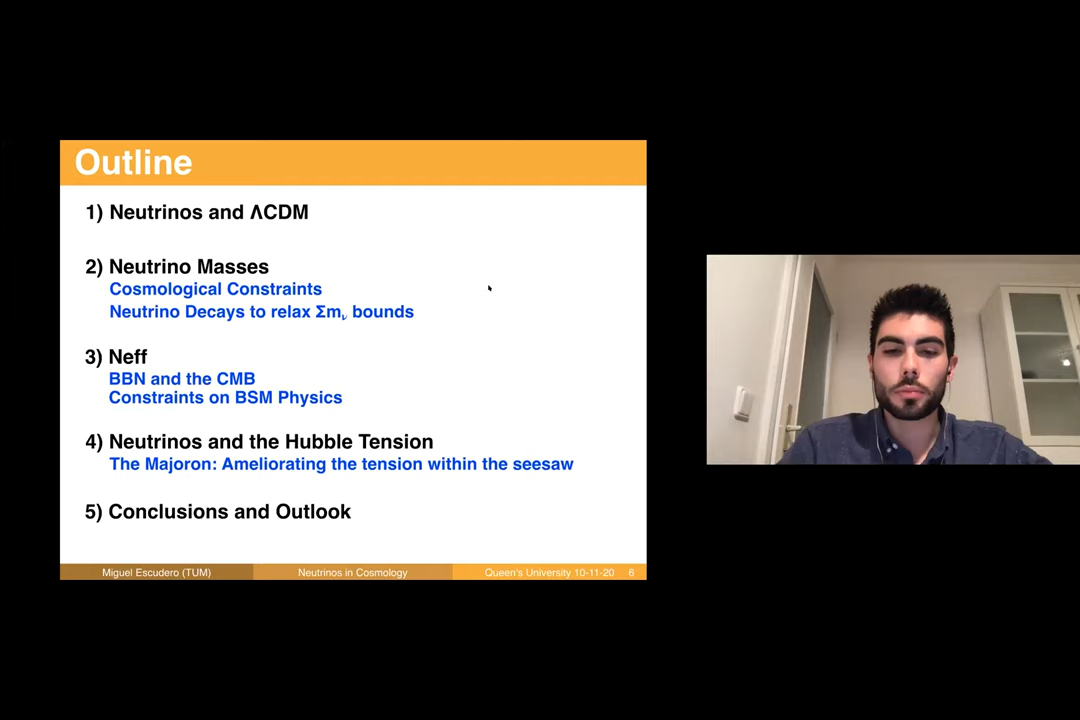 Outline
1) Neutrinos and ΛCDM
2) Neutrino Masses
Cosmological Constraints
Neutrino Decays to relax Σmν bounds
3) Neff
BBN and the CMB
Constraints on BSM Physics
4) Neutrinos and the Hubble Tension
The Majoron: Ameliorating the tension within the seesaw
5) Conclusions and Outlook
Miguel Escudero (TUM) Neutrinos in Cosmology Queen's University 10-11-20 6